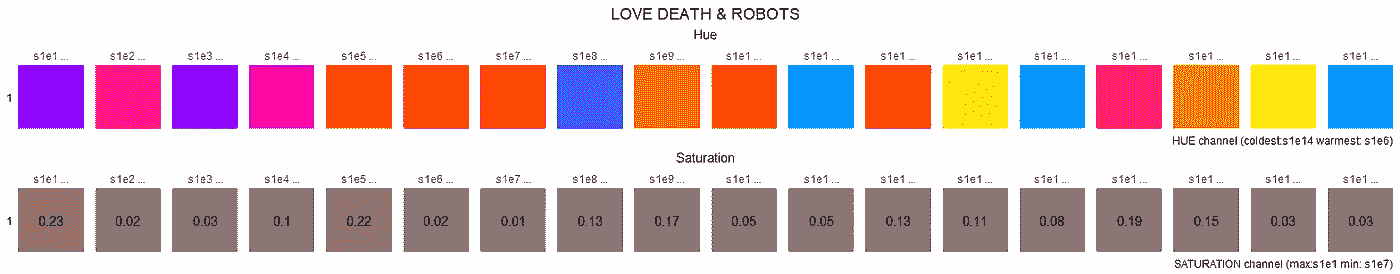 LOVE DEATH & ROBOTS
Hue
s1e1 ... s1e2 ... s1e3 ... s1e4 ... s1e5 ... s1e6 ... s1e7 ... s1e8 ... s1e9 ... s1e1 ... s1e1 ... s1e1 ... s1e1 ... s1e1 ... s1e1 ... s1e1 ... s1e1 ... s1e1 ...
1
HUE channel (coldest:s1e14 warmest: s1e6)
Saturation
s1e1 ... s1e2 ... s1e3 ... s1e4 ... s1e5 ... s1e6 ... s1e7 ... s1e8 ... s1e9 ... s1e1 ... s1e1 ... s1e1 ... s1e1 ... s1e1 ... s1e1 ... s1e1 ... s1e1 ... s1e1 ...
1 0.23 0.02 0.03 0.1 0.22 0.02 0.01 0.13 0.17 0.05 0.05 0.13 0.11 0.08 0.19 0.15 0.03 0.03
SATURATION channel (max:s1e1 min: s1e7)